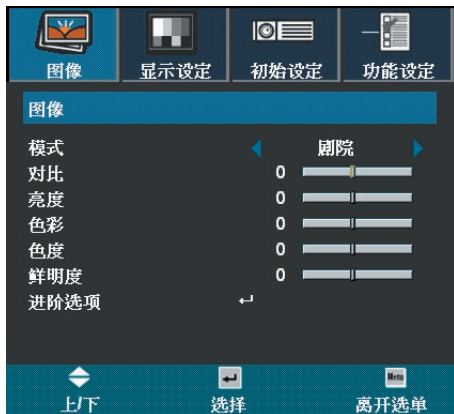 图像 显示设定 初始设定 功能设定
图像
模式 剧院
对比 0
亮度 0
色彩 0
色度 0
鲜明度 0
进阶选项
Menu
上/下 选择 离开选单